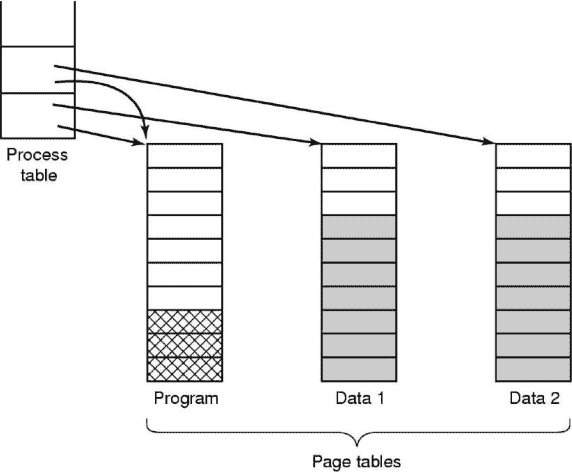 Process
table
Program
Data 1
Data 2
Page tables